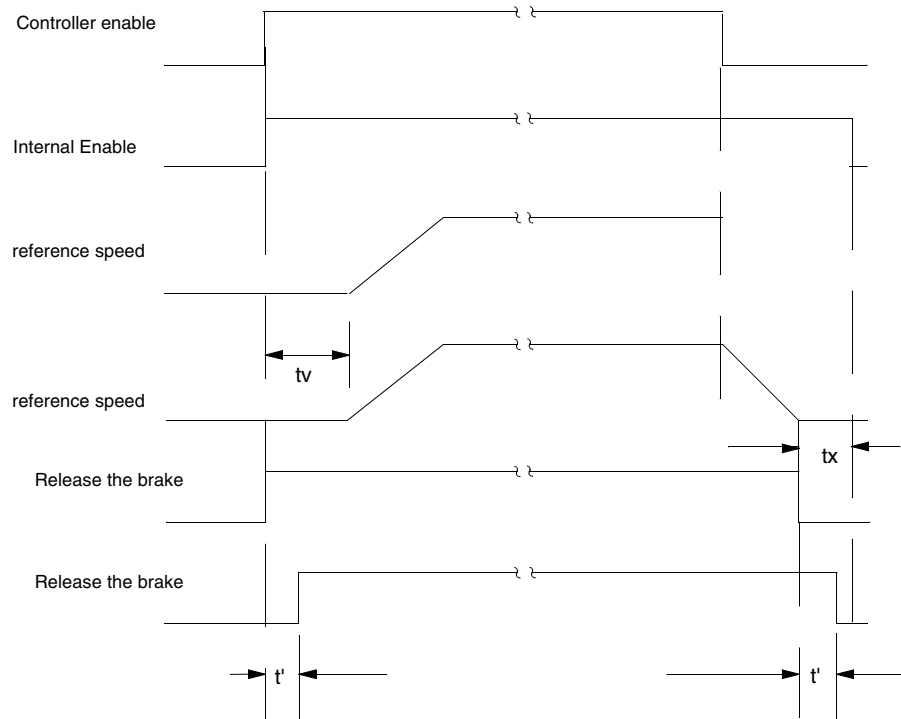 Controller enable
Internal Enable
reference speed
tv
reference speed
tx
Release the brake
Release the brake
t'
t'